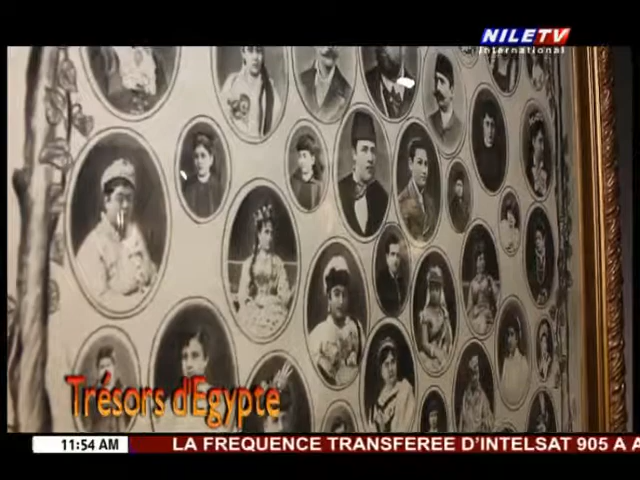 NILE TV
International
Trésors d'Egypte
11:54 AM
LA FREQUENCE TRANSFEREE D'INTELSAT 905 A A